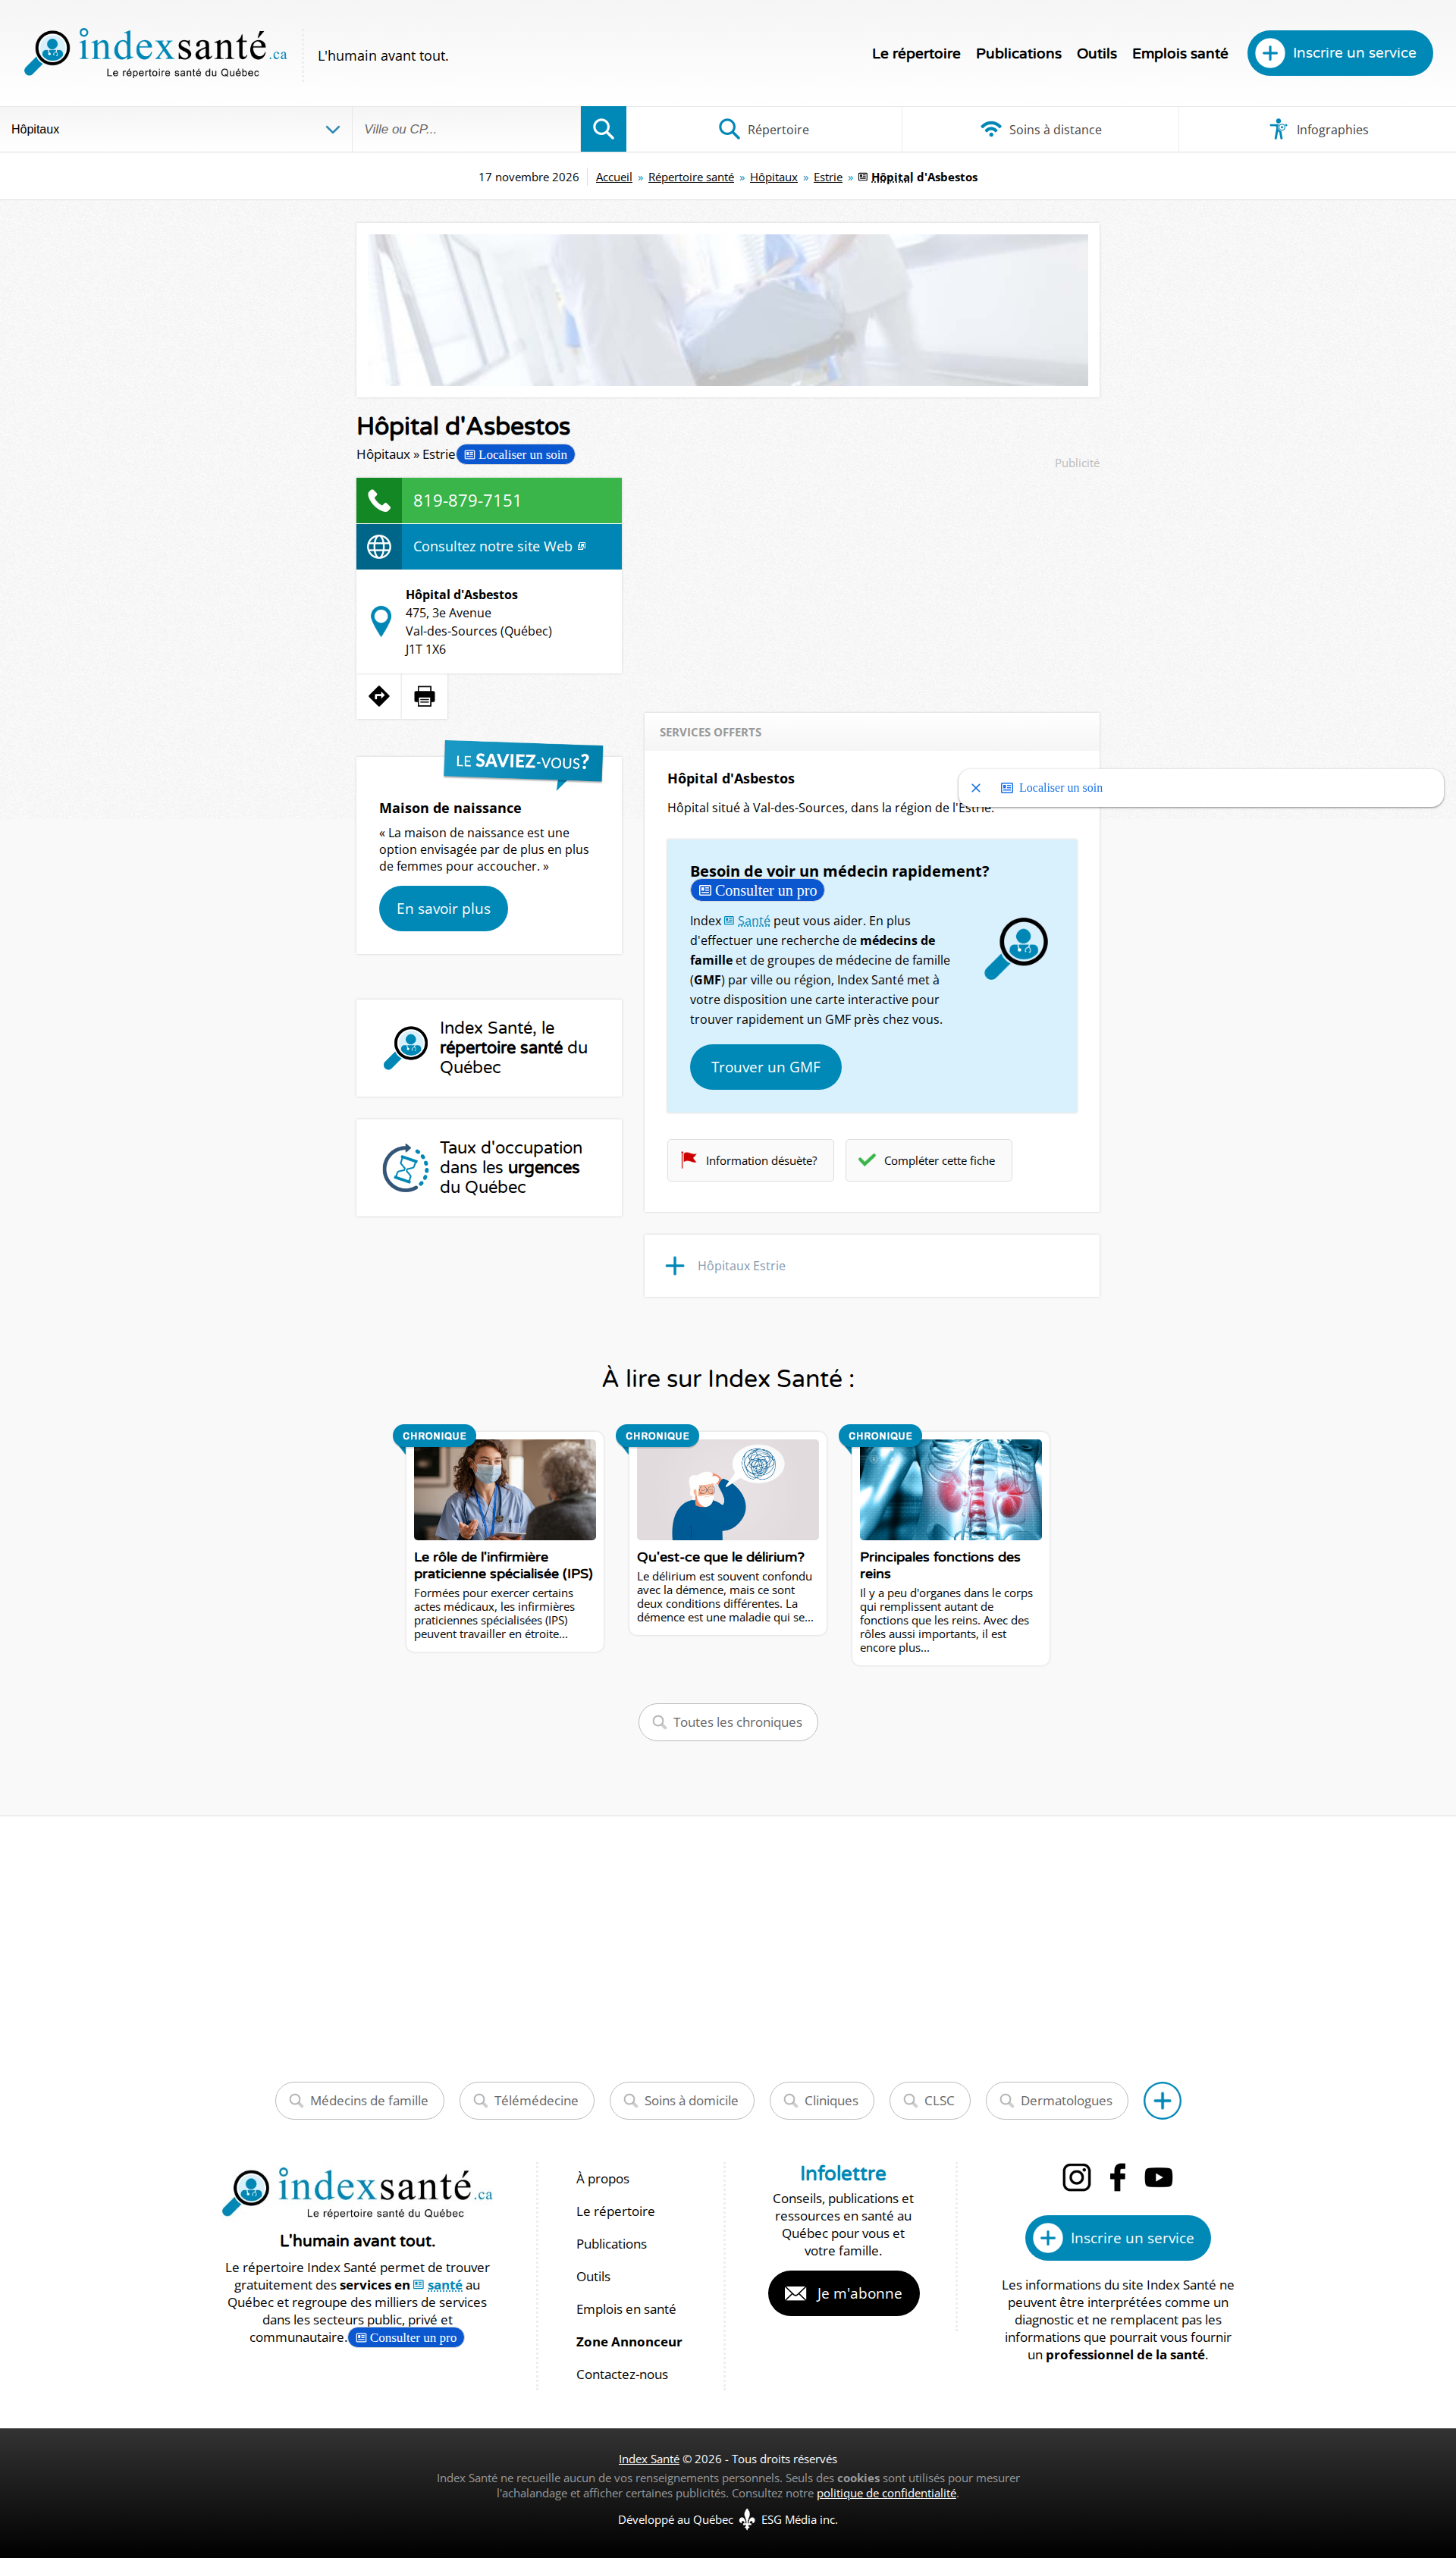 indexsanté.ca
Le répertoire santé du Québec
L'humain avant tout.
Le répertoire
Publications
Outils
Emplois santé
Inscrire un service
Hôpitaux
Ville ou CP...
Répertoire
Soins à distance
Infographies
17 novembre 2026 Accueil » Répertoire santé » Hôpitaux » Estrie » Hôpital d'Asbestos
Hôpital d'Asbestos
Hôpitaux » Estrie Localiser un soin
Publicité
819-879-7151
Consultez notre site Web
Hôpital d'Asbestos
475, 3e Avenue
Val-des-Sources (Québec)
J1T 1X6
LE SAVIEZ-VOUS?
Maison de naissance
« La maison de naissance est une
option envisagée par de plus en plus
de femmes pour accoucher. »
En savoir plus
Index Santé, le
répertoire santé du
Québec
Taux d'occupation
dans les urgences
du Québec
SERVICES OFFERTS
Hôpital d'Asbestos
Localiser un soin
Hôpital situé à Val-des-Sources, dans la région de l'Estrie.
Besoin de voir un médecin rapidement?
Consulter un pro
Index Santé peut vous aider. En plus
d'effectuer une recherche de médecins de
famille et de groupes de médecine de famille
(GMF) par ville ou région, Index Santé met à
votre disposition une carte interactive pour
trouver rapidement un GMF près chez vous.
Trouver un GMF
Information désuète?
Compléter cette fiche
Hôpitaux Estrie
À lire sur Index Santé :
CHRONIQUE
Le rôle de l'infirmière
praticienne spécialisée (IPS)
Formées pour exercer certains
actes médicaux, les infirmières
praticiennes spécialisées (IPS)
peuvent travailler en étroite...
CHRONIQUE
Qu'est-ce que le délirium?
Le délirium est souvent confondu
avec la démence, mais ce sont
deux conditions différentes. La
démence est une maladie qui se...
CHRONIQUE
Principales fonctions des
reins
Il y a peu d'organes dans le corps
qui remplissent autant de
fonctions que les reins. Avec des
rôles aussi importants, il est
encore plus...
Toutes les chroniques
Médecins de famille
Télémédecine
Soins à domicile
Cliniques
CLSC
Dermatologues
indexsanté.ca
Le répertoire santé du Québec
L'humain avant tout.
Le répertoire Index Santé permet de trouver
gratuitement des services en santé au
Québec et regroupe des milliers de services
dans les secteurs public, privé et
communautaire. Consulter un pro
À propos
Le répertoire
Publications
Outils
Emplois en santé
Zone Annonceur
Contactez-nous
Infolettre
Conseils, publications et
ressources en santé au
Québec pour vous et
votre famille.
Je m'abonne
Inscrire un service
Les informations du site Index Santé ne
peuvent être interprétées comme un
diagnostic et ne remplacent pas les
informations que pourrait vous fournir
un professionnel de la santé.
Index Santé © 2026 - Tous droits réservés
Index Santé ne recueille aucun de vos renseignements personnels. Seuls des cookies sont utilisés pour mesurer
l'achalandage et afficher certaines publicités. Consultez notre politique de confidentialité.
Développé au Québec ESG Média inc.